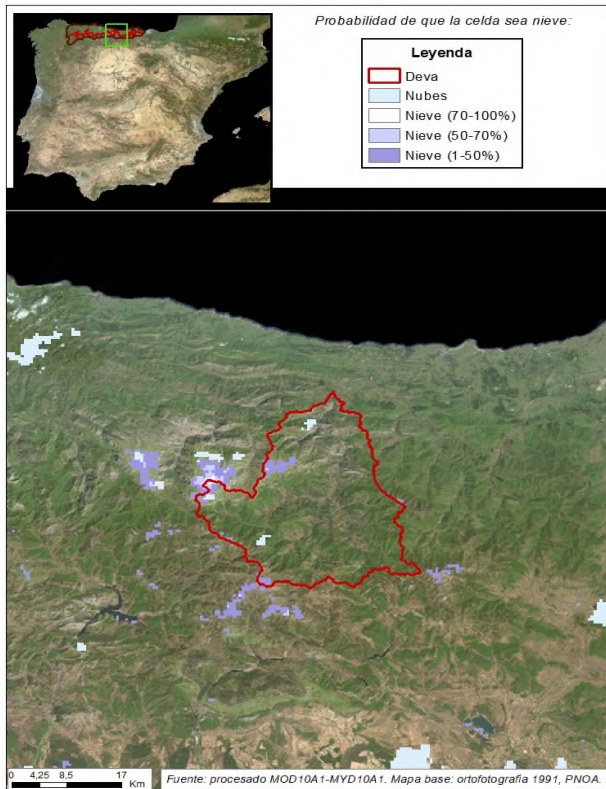 Probabilidad de que la celda sea nieve:
Leyenda
Deva
Nubes
Nieve (70-100%)
Nieve (50-70%)
Nieve (1-50%)
0 4,25 8,5 17
Km
Fuente: procesado MOD10A1-MYD10A1. Mapa base: ortofotografia 1991, PNOA.